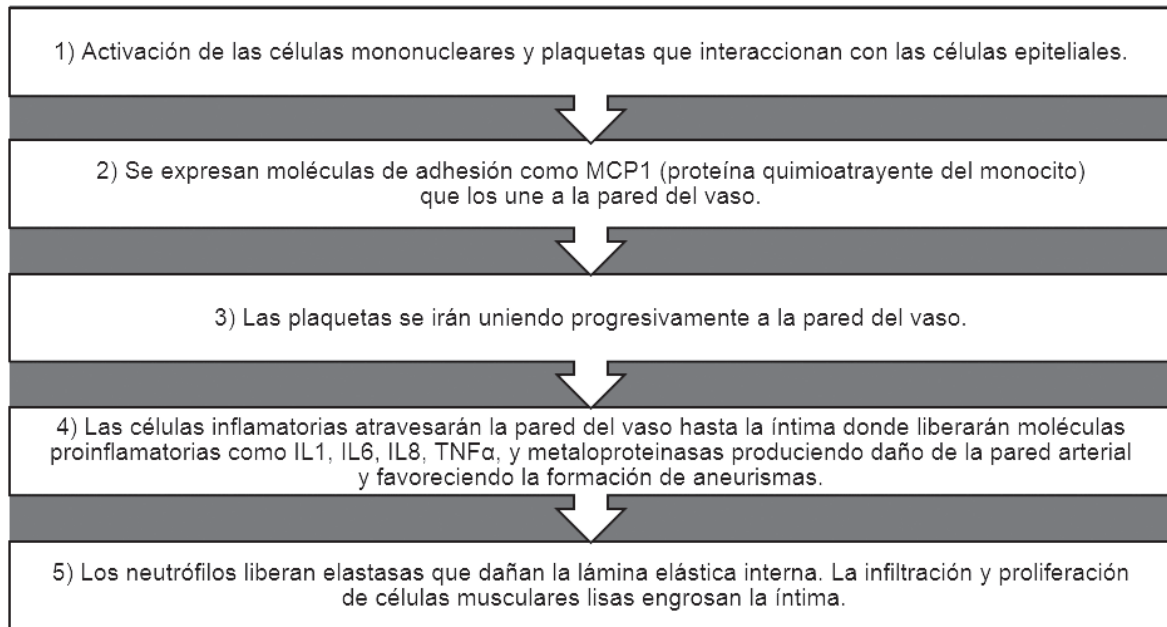 1) Activación de las células mononucleares y plaquetas que interaccionan con las células epiteliales.
2) Se expresan moléculas de adhesión como MCP1 (proteína quimioatrayente del monocito)
que los une a la pared del vaso.
3) Las plaquetas se irán uniendo progresivamente a la pared del vaso.
4) Las células inflamatorias atravesarán la pared del vaso hasta la íntima donde liberarán moléculas
proinflamatorias como IL1, IL6, IL8, TNFα, y metaloproteinasas produciendo daño de la pared arterial
y favoreciendo la formación de aneurismas.
5) Los neutrófilos liberan elastasas que dañan la lámina elástica interna. La infiltración y proliferación
de células musculares lisas engrosan la íntima.